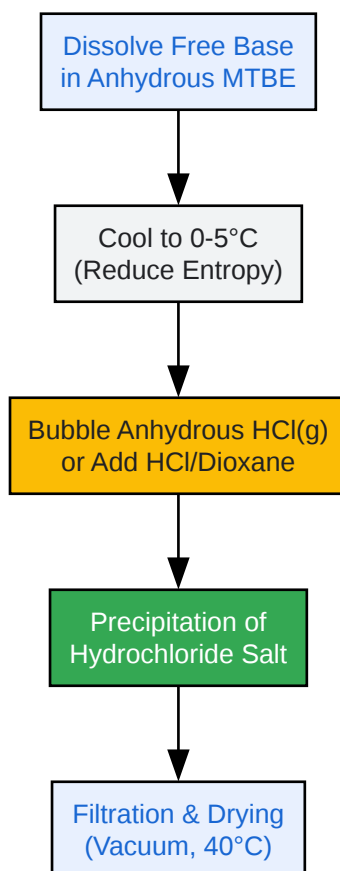 Dissolve Free Base
in Anhydrous MTBE
Cool to 0-5°C
(Reduce Entropy)
Bubble Anhydrous HCl(g)
or Add HCl/Dioxane
Precipitation of
Hydrochloride Salt
Filtration & Drying
(Vacuum, 40°C)